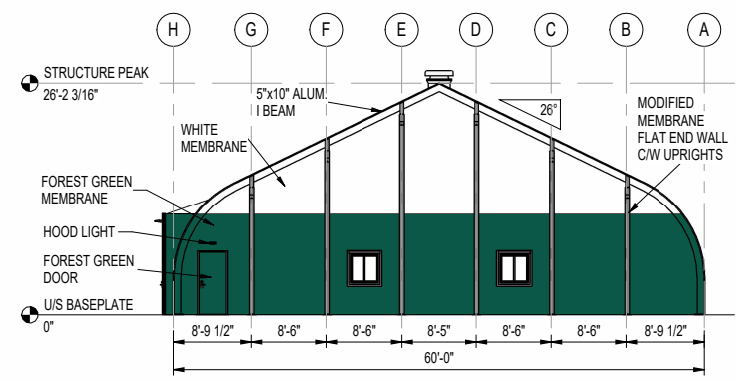 H G F E D C B A
STRUCTURE PEAK
26'-2 3/16"
5"x10" ALUM.
I BEAM
26°
WHITE
MEMBRANE
MODIFIED
MEMBRANE
FLAT END WALL
C/W UPRIGHTS
FOREST GREEN
MEMBRANE
HOOD LIGHT
FOREST GREEN
DOOR
U/S BASEPLATE
0"
8'-9 1/2" 8'-6" 8'-6" 8'-5" 8'-6" 8'-6" 8'-9 1/2"
60'-0"